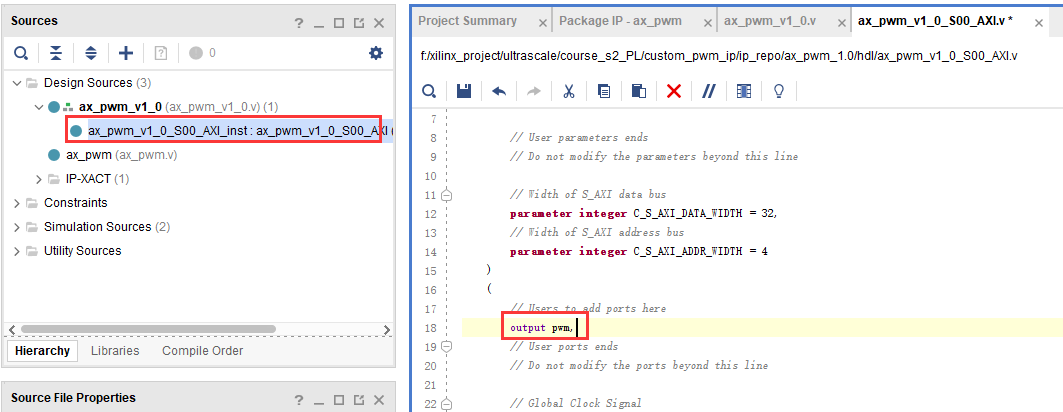 Sources
0
Design Sources (3)
ax_pwm_v1_0 (ax_pwm_v1_0.v) (1)
ax_pwm_v1_0_S00_AXI_inst : ax_pwm_v1_0_S00_AXI (
ax_pwm (ax_pwm.v)
IP-XACT (1)
Constraints
Simulation Sources (2)
Utility Sources
Hierarchy Libraries Compile Order
Source File Properties
Project Summary Package IP - ax_pwm ax_pwm_v1_0.v ax_pwm_v1_0_S00_AXI.v *
f:/xilinx_project/ultrascale/course_s2_PL/custom_pwm_ip/ip_repo/ax_pwm_1.0/hdl/ax_pwm_v1_0_S00_AXI.v
7
8 // User parameters ends
9 // Do not modify the parameters beyond this line
10
11 // Width of S_AXI data bus
12 parameter integer C_S_AXI_DATA_WIDTH = 32,
13 // Width of S_AXI address bus
14 parameter integer C_S_AXI_ADDR_WIDTH = 4
15 )
16 (
17 // Users to add ports here
18 output pwm,
19 // User ports ends
20 // Do not modify the ports beyond this line
21
22 // Global Clock Signal